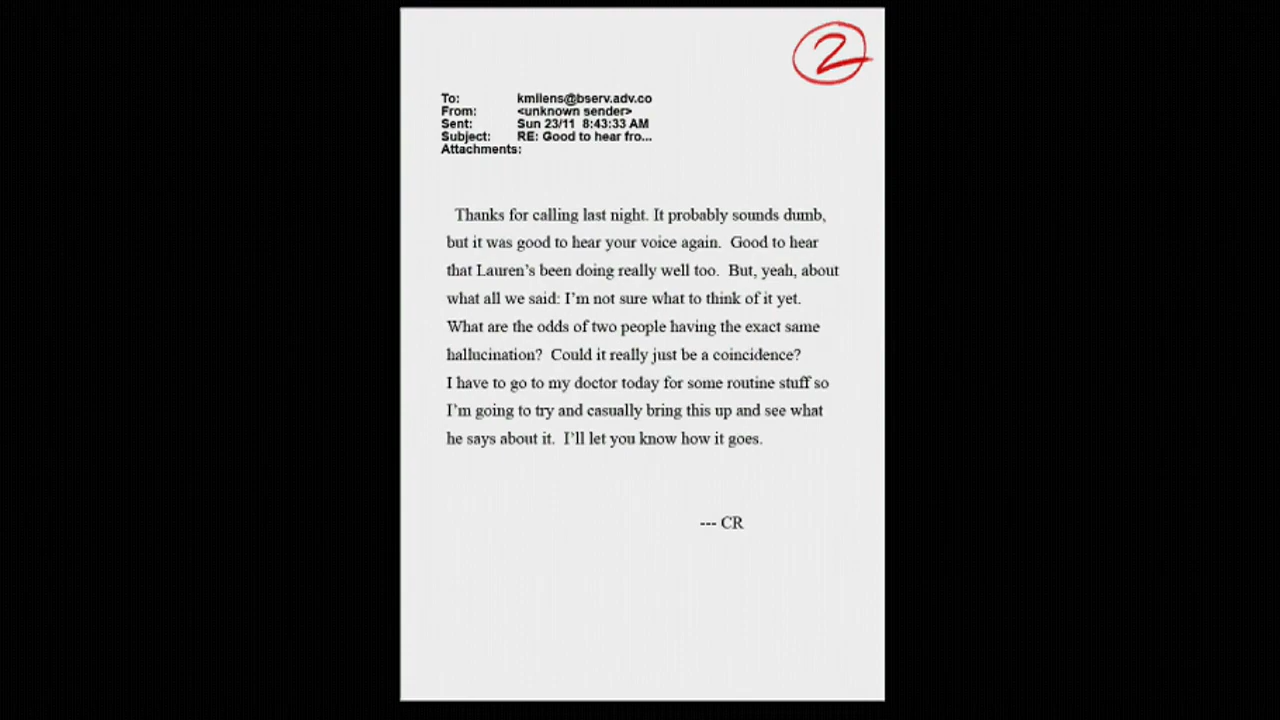 2
To: kmllens@bserv.adv.co
From: <unknown sender>
Sent: Sun 23/11 8:43:33 AM
Subject: RE: Good to hear fro...
Attachments:
Thanks for calling last night. It probably sounds dumb,
but it was good to hear your voice again. Good to hear
that Lauren's been doing really well too. But, yeah, about
what all we said: I'm not sure what to think of it yet.
What are the odds of two people having the exact same
hallucination? Could it really just be a coincidence?
I have to go to my doctor today for some routine stuff so
I'm going to try and casually bring this up and see what
he says about it. I'll let you know how it goes.
--- CR